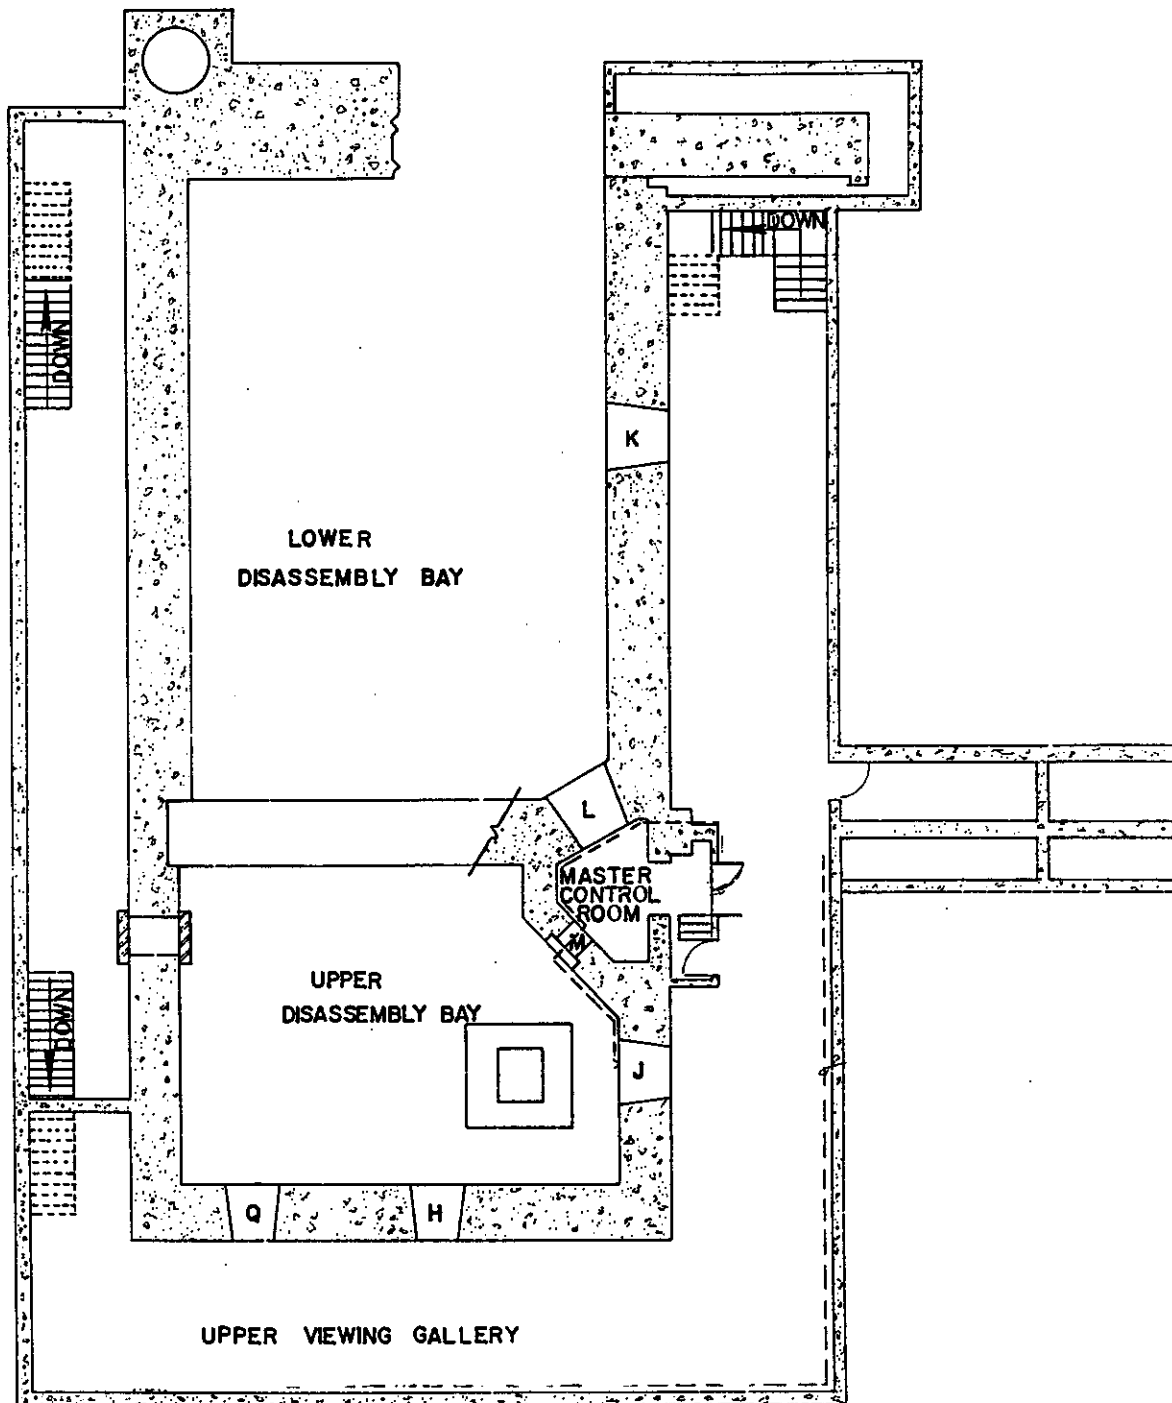 DOWN
DOWN
K
LOWER
DISASSEMBLY BAY
L
MASTER
CONTROL
ROOM
M
UPPER
DISASSEMBLY BAY
DOWN
J
Q
H
UPPER VIEWING GALLERY